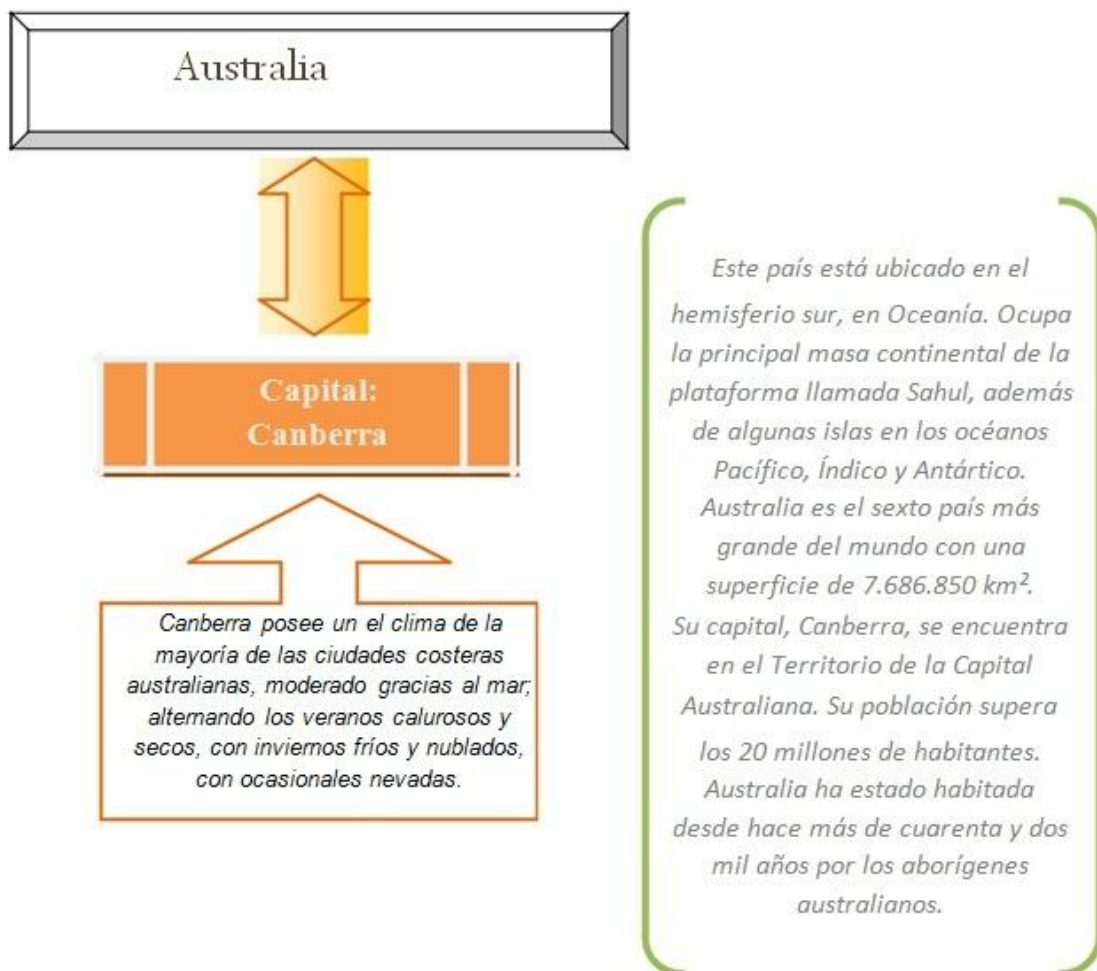 Australia
Capital:
Canberra
Canberra posee un el clima de la
mayoría de las ciudades costeras
australianas, moderado gracias al mar;
alternando los veranos calurosos y
secos, con inviernos fríos y nublados,
con ocasionales nevadas.
Este país está ubicado en el
hemisferio sur, en Oceanía. Ocupa
la principal masa continental de la
plataforma llamada Sahul, además
de algunas islas en los océanos
Pacífico, Índico y Antártico.
Australia es el sexto país más
grande del mundo con una
superficie de 7.686.850 km².
Su capital, Canberra, se encuentra
en el Territorio de la Capital
Australiana. Su población supera
los 20 millones de habitantes.
Australia ha estado habitada
desde hace más de cuarenta y dos
mil años por los aborígenes
australianos.